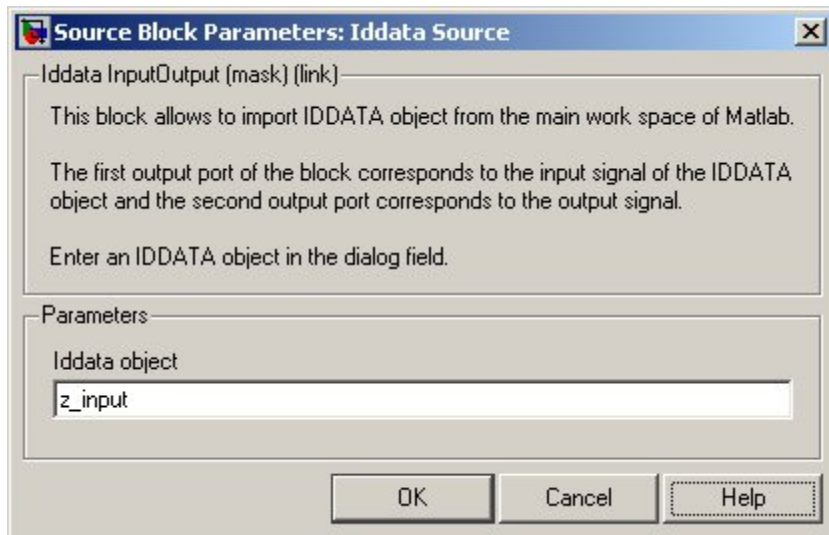 Source Block Parameters: Iddata Source
Iddata InputOutput (mask) (link)
This block allows to import IDDATA object from the main work space of Matlab.
The first output port of the block corresponds to the input signal of the IDDATA
object and the second output port corresponds to the output signal.
Enter an IDDATA object in the dialog field.
Parameters
Iddata object
z_input
OK Cancel Help